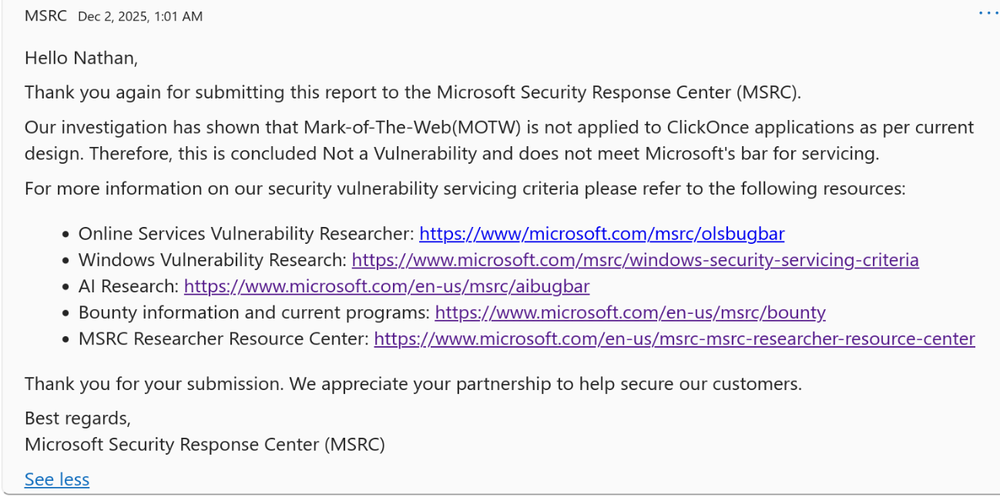 MSRC Dec 2, 2025, 1:01 AM
Hello Nathan,
Thank you again for submitting this report to the Microsoft Security Response Center (MSRC).
Our investigation has shown that Mark-of-The-Web(MOTW) is not applied to ClickOnce applications as per current
design. Therefore, this is concluded Not a Vulnerability and does not meet Microsoft's bar for servicing.
For more information on our security vulnerability servicing criteria please refer to the following resources:
• Online Services Vulnerability Researcher: https://www/microsoft.com/msrc/olsbugbar
• Windows Vulnerability Research: https://www.microsoft.com/msrc/windows-security-servicing-criteria
• AI Research: https://www.microsoft.com/en-us/msrc/aibugbar
• Bounty information and current programs: https://www.microsoft.com/en-us/msrc/bounty
• MSRC Researcher Resource Center: https://www.microsoft.com/en-us/msrc-msrc-researcher-resource-center
Thank you for your submission. We appreciate your partnership to help secure our customers.
Best regards,
Microsoft Security Response Center (MSRC)
See less